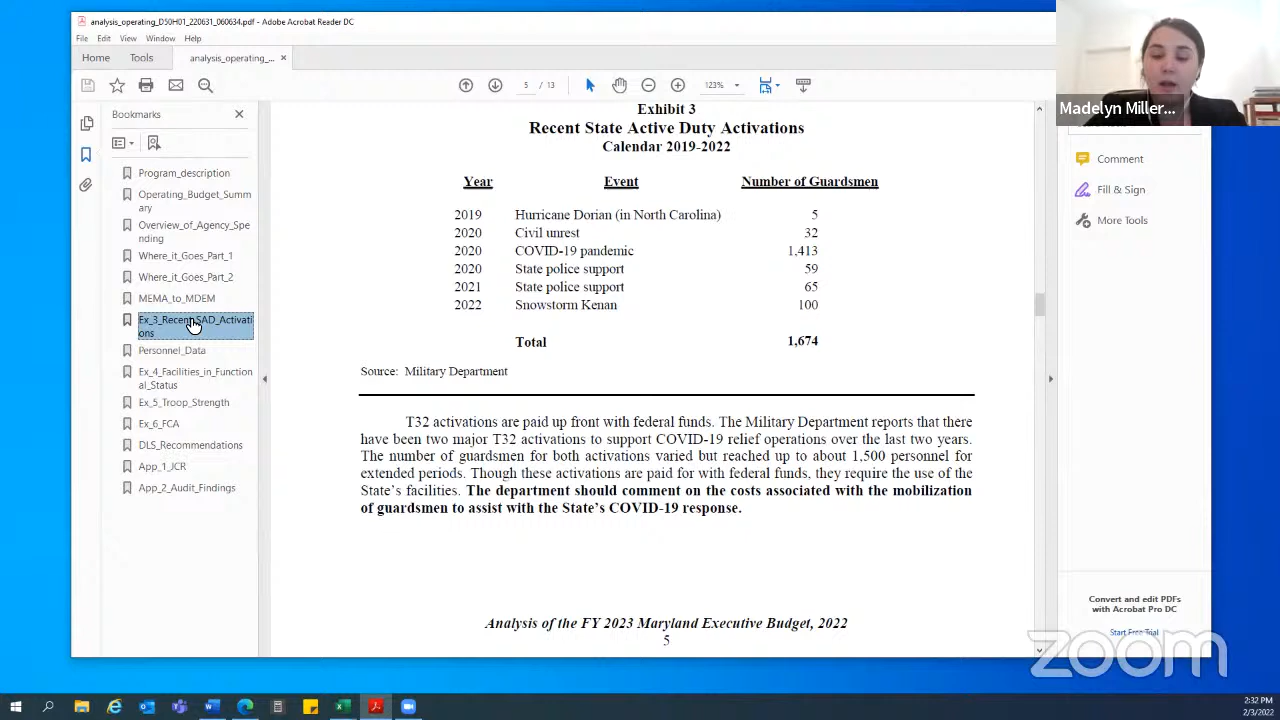 analysis_operating_D50H01_220631_060634.pdf - Adobe Acrobat Reader DC
File Edit View Window Help
Home Tools analysis_operating_... ×
5 / 13 123%
Bookmarks
Program_description
Operating_Budget_Summ
ary
Overview_of_Agency_Spe
nding
Where_it_Goes_Part_1
Where_it_Goes_Part_2
MEMA_to_MDEM
Ex_3_Recent_SAD_Activati
ons
Personnel_Data
Ex_4_Facilities_in_Function
al_Status
Ex_5_Troop_Strength
Ex_6_FCA
DLS_Recommendations
App_1_JCR
App_2_Audit_Findings
Exhibit 3
Recent State Active Duty Activations
Calendar 2019-2022
Year Event Number of Guardsmen
2019 Hurricane Dorian (in North Carolina) 5
2020 Civil unrest 32
2020 COVID-19 pandemic 1,413
2020 State police support 59
2021 State police support 65
2022 Snowstorm Kenan 100
Total 1,674
Source: Military Department
T32 activations are paid up front with federal funds. The Military Department reports that there
have been two major T32 activations to support COVID-19 relief operations over the last two years.
The number of guardsmen for both activations varied but reached up to about 1,500 personnel for
extended periods. Though these activations are paid for with federal funds, they require the use of the
State's facilities. The department should comment on the costs associated with the mobilization
of guardsmen to assist with the State's COVID-19 response.
Analysis of the FY 2023 Maryland Executive Budget, 2022
5
Madelyn Miller...
Comment
Fill & Sign
More Tools
Convert and edit PDFs
with Acrobat Pro DC
Start Free Trial
zoom
2:32 PM
2/3/2022